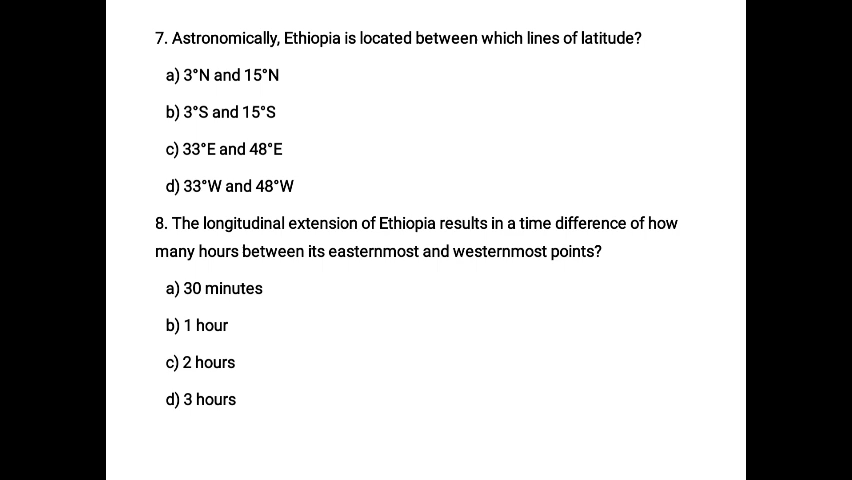 7. Astronomically, Ethiopia is located between which lines of latitude?
a) 3°N and 15°N
b) 3°S and 15°S
c) 33°E and 48°E
d) 33°W and 48°W
8. The longitudinal extension of Ethiopia results in a time difference of how
many hours between its easternmost and westernmost points?
a) 30 minutes
b) 1 hour
c) 2 hours
d) 3 hours